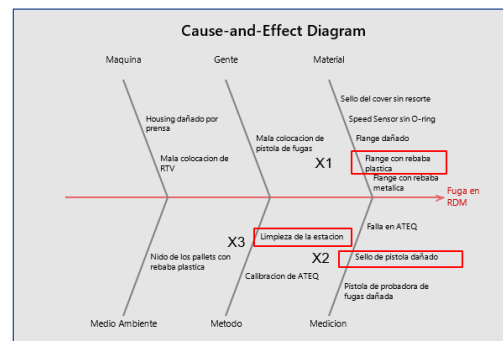 Cause-and-Effect Diagram
Maquina
Gente
Material
Sello del cover sin resorte
Housing dañado por
prensa
Speed Sensor sin O-ring
Mala colocacion de
pistola de fugas
Flange dañado
Mala colocacion de
RTV
X1
Flange con rebaba
plastica
Flange con rebaba
metalica
Fuga en
RDM
Falla en ATEQ
X3
Limpieza de la estacion
Nido de los pallets con
rebaba plastica
X2
Sello de pistola dañado
Calibracion de ATEQ
Pistola de probadora de
fugas dañada
Medio Ambiente
Metodo
Medicion